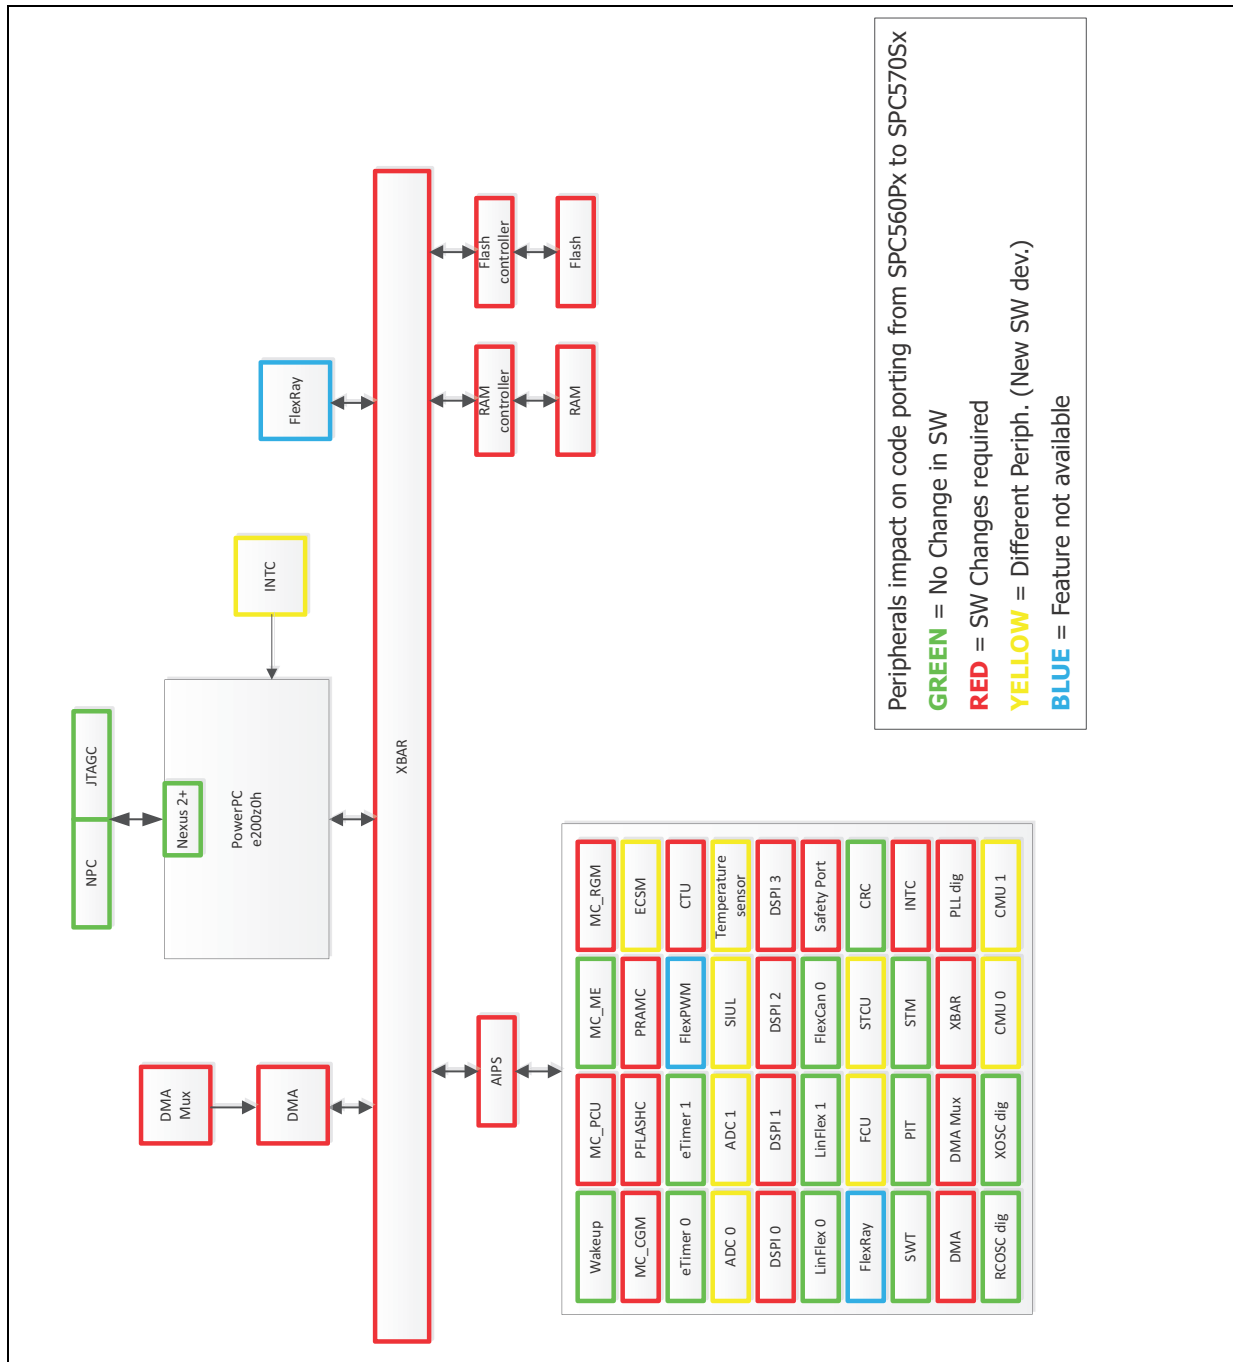 NPC
JTAGC
Nexus 2+
PowerPC
e200z0h
INTC
FlexRay
DMA
Mux
DMA
XBAR
AIPS
RAM
controller
Flash
controller
RAM
Flash
Wakeup
MC_PCU
MC_ME
MC_RGM
MC_CGM
PFLASHC
PRAMC
ECSM
eTimer 0
eTimer 1
FlexPWM
CTU
ADC 0
ADC 1
SIUL
Temperature
sensor
DSPI 0
DSPI 1
DSPI 2
DSPI 3
LinFlex 0
LinFlex 1
FlexCan 0
Safety Port
FlexRay
FCU
STCU
CRC
SWT
PIT
STM
INTC
DMA
DMA Mux
XBAR
PLL dig
RCOSC dig
XOSC dig
CMU 0
CMU 1
Peripherals impact on code porting from SPC560Px to SPC570Sx
GREEN = No Change in SW
RED = SW Changes required
YELLOW = Different Periph. (New SW dev.)
BLUE = Feature not available